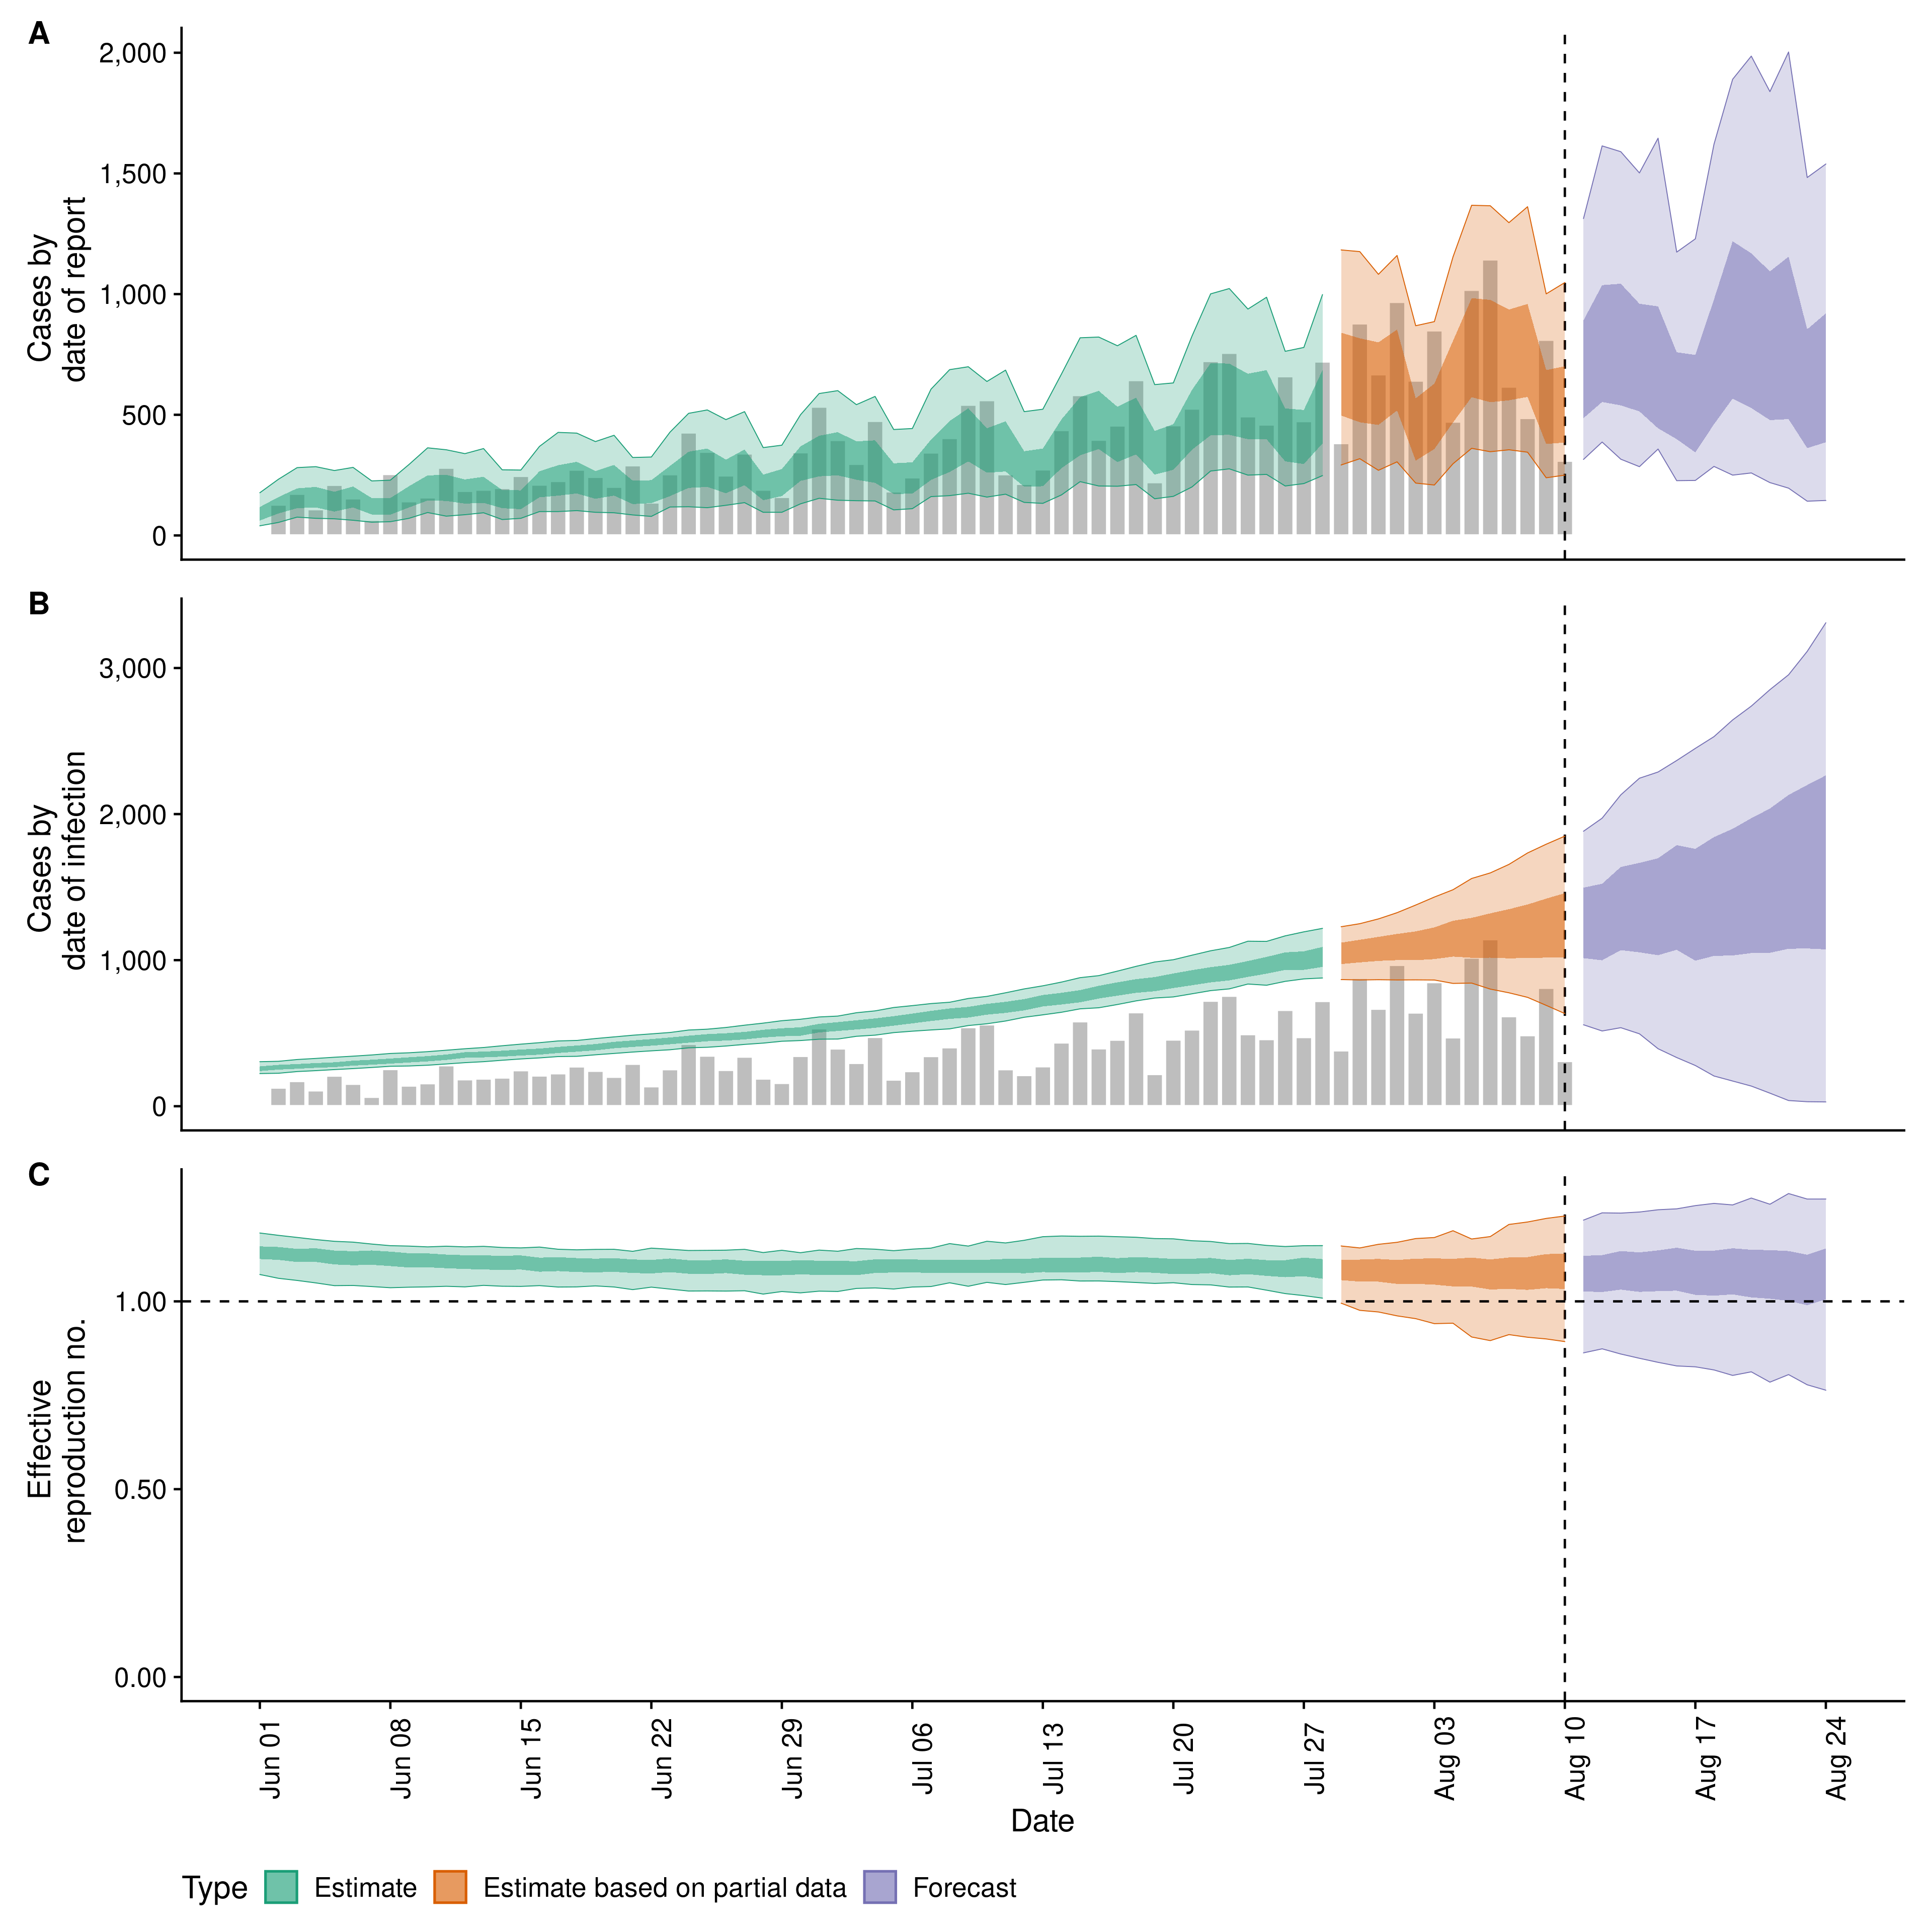 A
2,000
1,500
1,000
500
0
Cases by
date of report
B
3,000
2,000
1,000
0
Cases by
date of infection
C
1.00
0.50
0.00
Effective
reproduction no.
Jun 01
Jun 08
Jun 15
Jun 22
Jun 29
Jul 06
Jul 13
Jul 20
Jul 27
Aug 03
Aug 10
Aug 17
Aug 24
Date
Type Estimate Estimate based on partial data Forecast